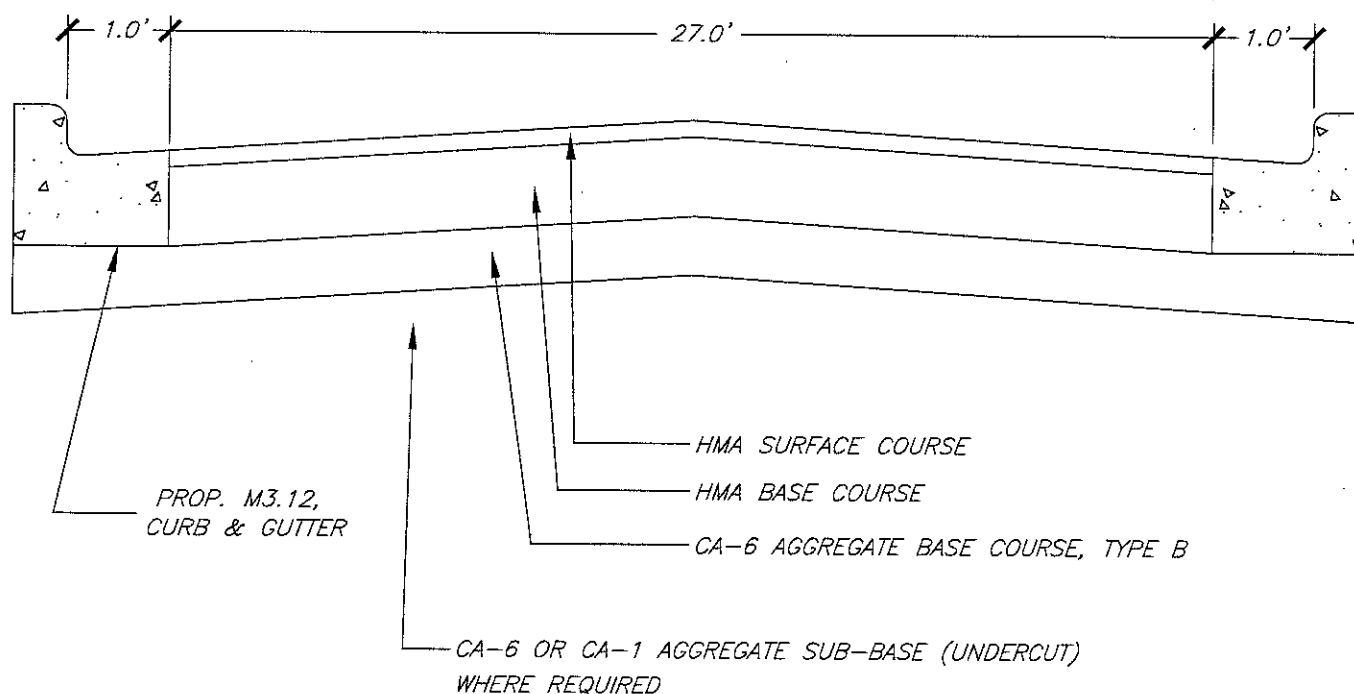 1.0'
27.0'
1.0'
HMA SURFACE COURSE
HMA BASE COURSE
PROP. M3.12,
CURB & GUTTER
CA-6 AGGREGATE BASE COURSE, TYPE B
CA-6 OR CA-1 AGGREGATE SUB-BASE (UNDERCUT)
WHERE REQUIRED